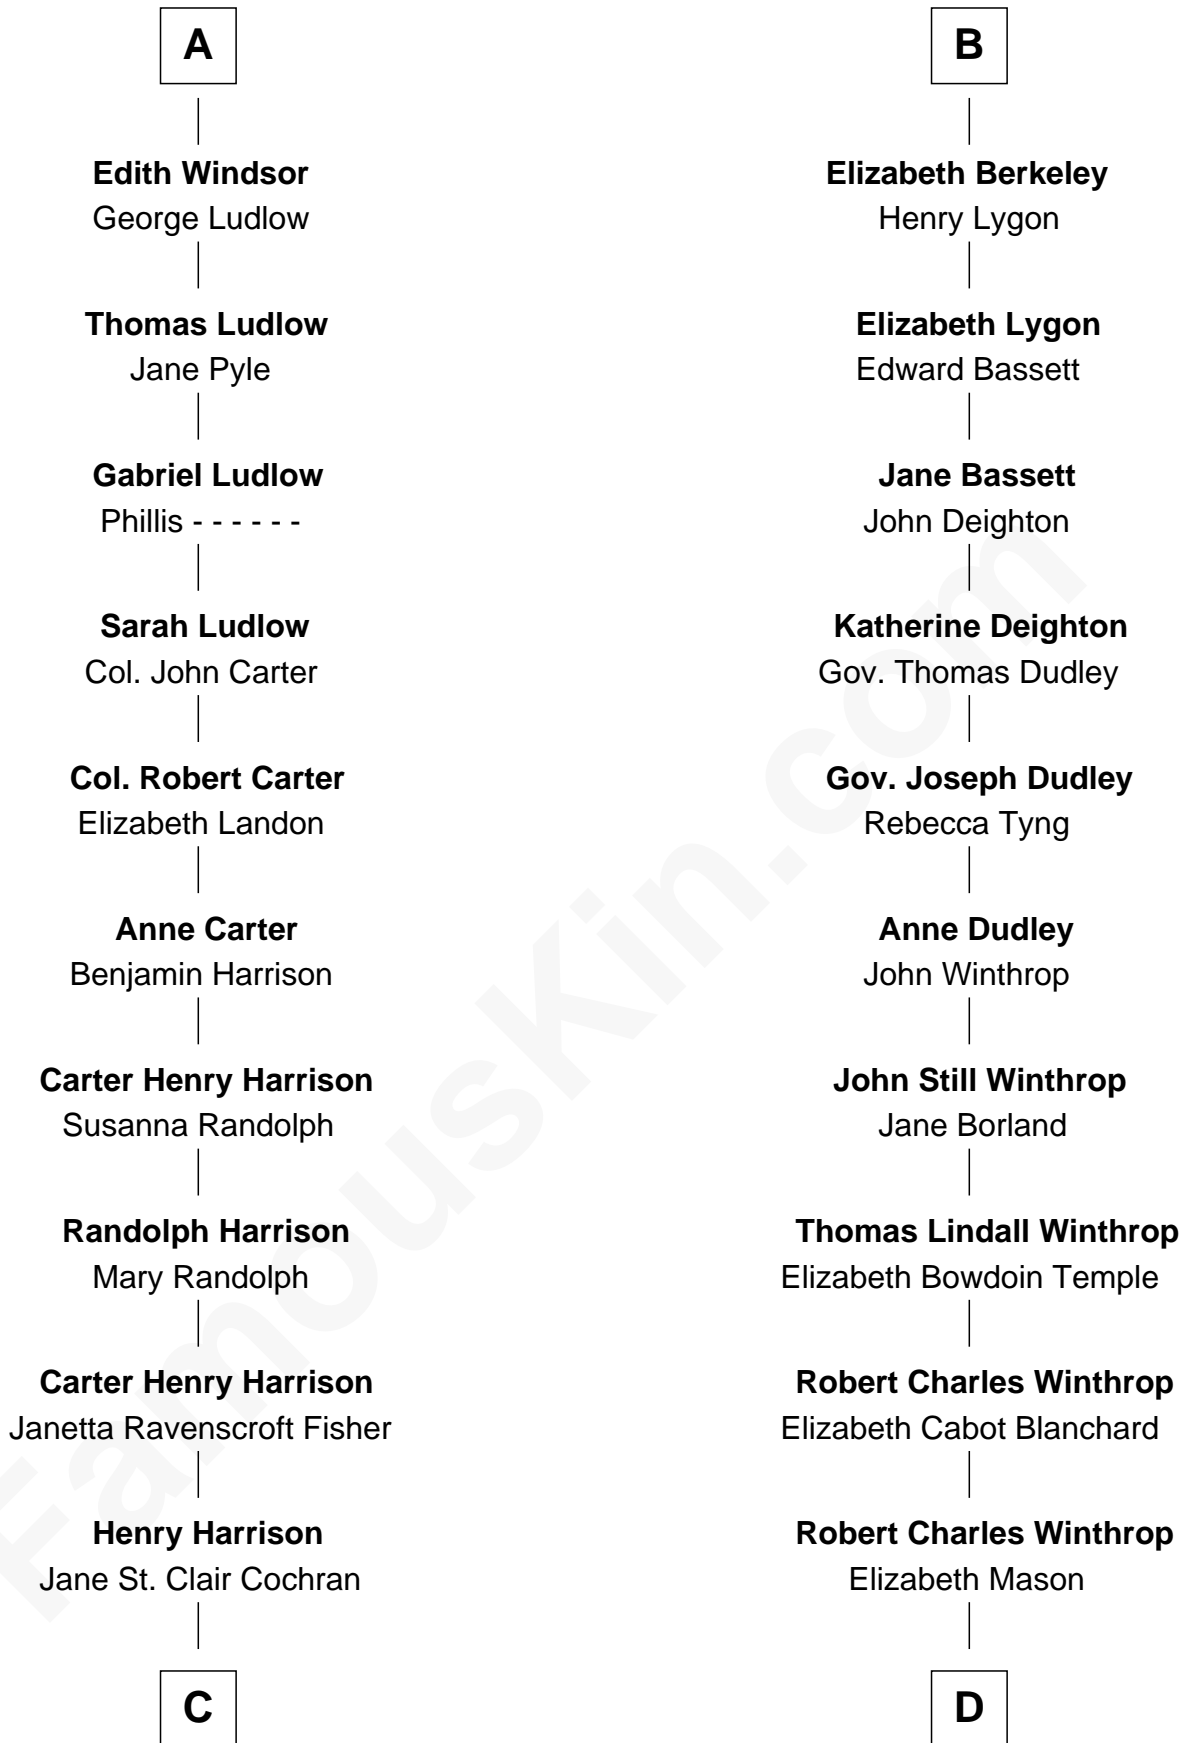 A
Edith Windsor
George Ludlow
Thomas Ludlow
Jane Pyle
Gabriel Ludlow
Phillis - - - - - -
Sarah Ludlow
Col. John Carter
Col. Robert Carter
Elizabeth Landon
Anne Carter
Benjamin Harrison
Carter Henry Harrison
Susanna Randolph
Randolph Harrison
Mary Randolph
Carter Henry Harrison
Janetta Ravenscroft Fisher
Henry Harrison
Jane St. Clair Cochran
C
B
Elizabeth Berkeley
Henry Lygon
Elizabeth Lygon
Edward Bassett
Jane Bassett
John Deighton
Katherine Deighton
Gov. Thomas Dudley
Gov. Joseph Dudley
Rebecca Tyng
Anne Dudley
John Winthrop
John Still Winthrop
Jane Borland
Thomas Lindall Winthrop
Elizabeth Bowdoin Temple
Robert Charles Winthrop
Elizabeth Cabot Blanchard
Robert Charles Winthrop
Elizabeth Mason
D
FamousKin.com